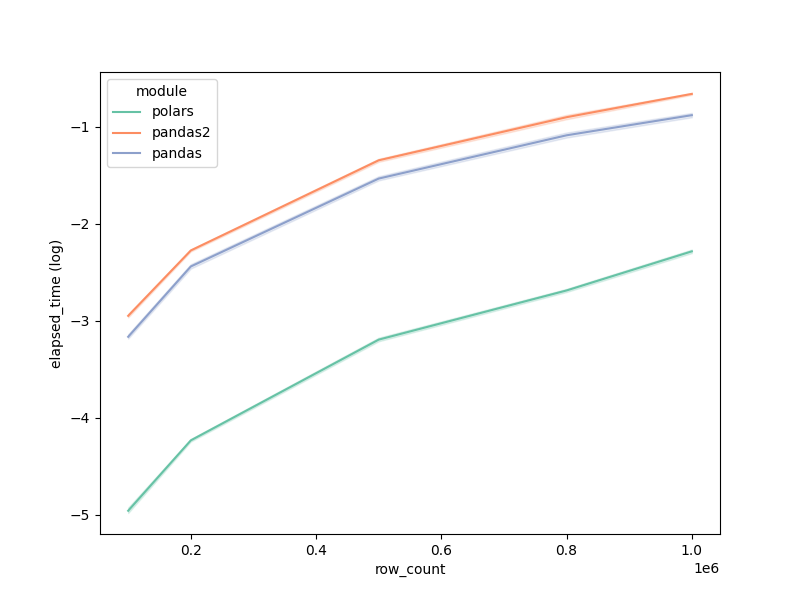 module
polars
pandas2
pandas
−1
−2
−3
−4
−5
elapsed_time (log)
0.2
0.4
0.6
0.8
1.0
1e6
row_count